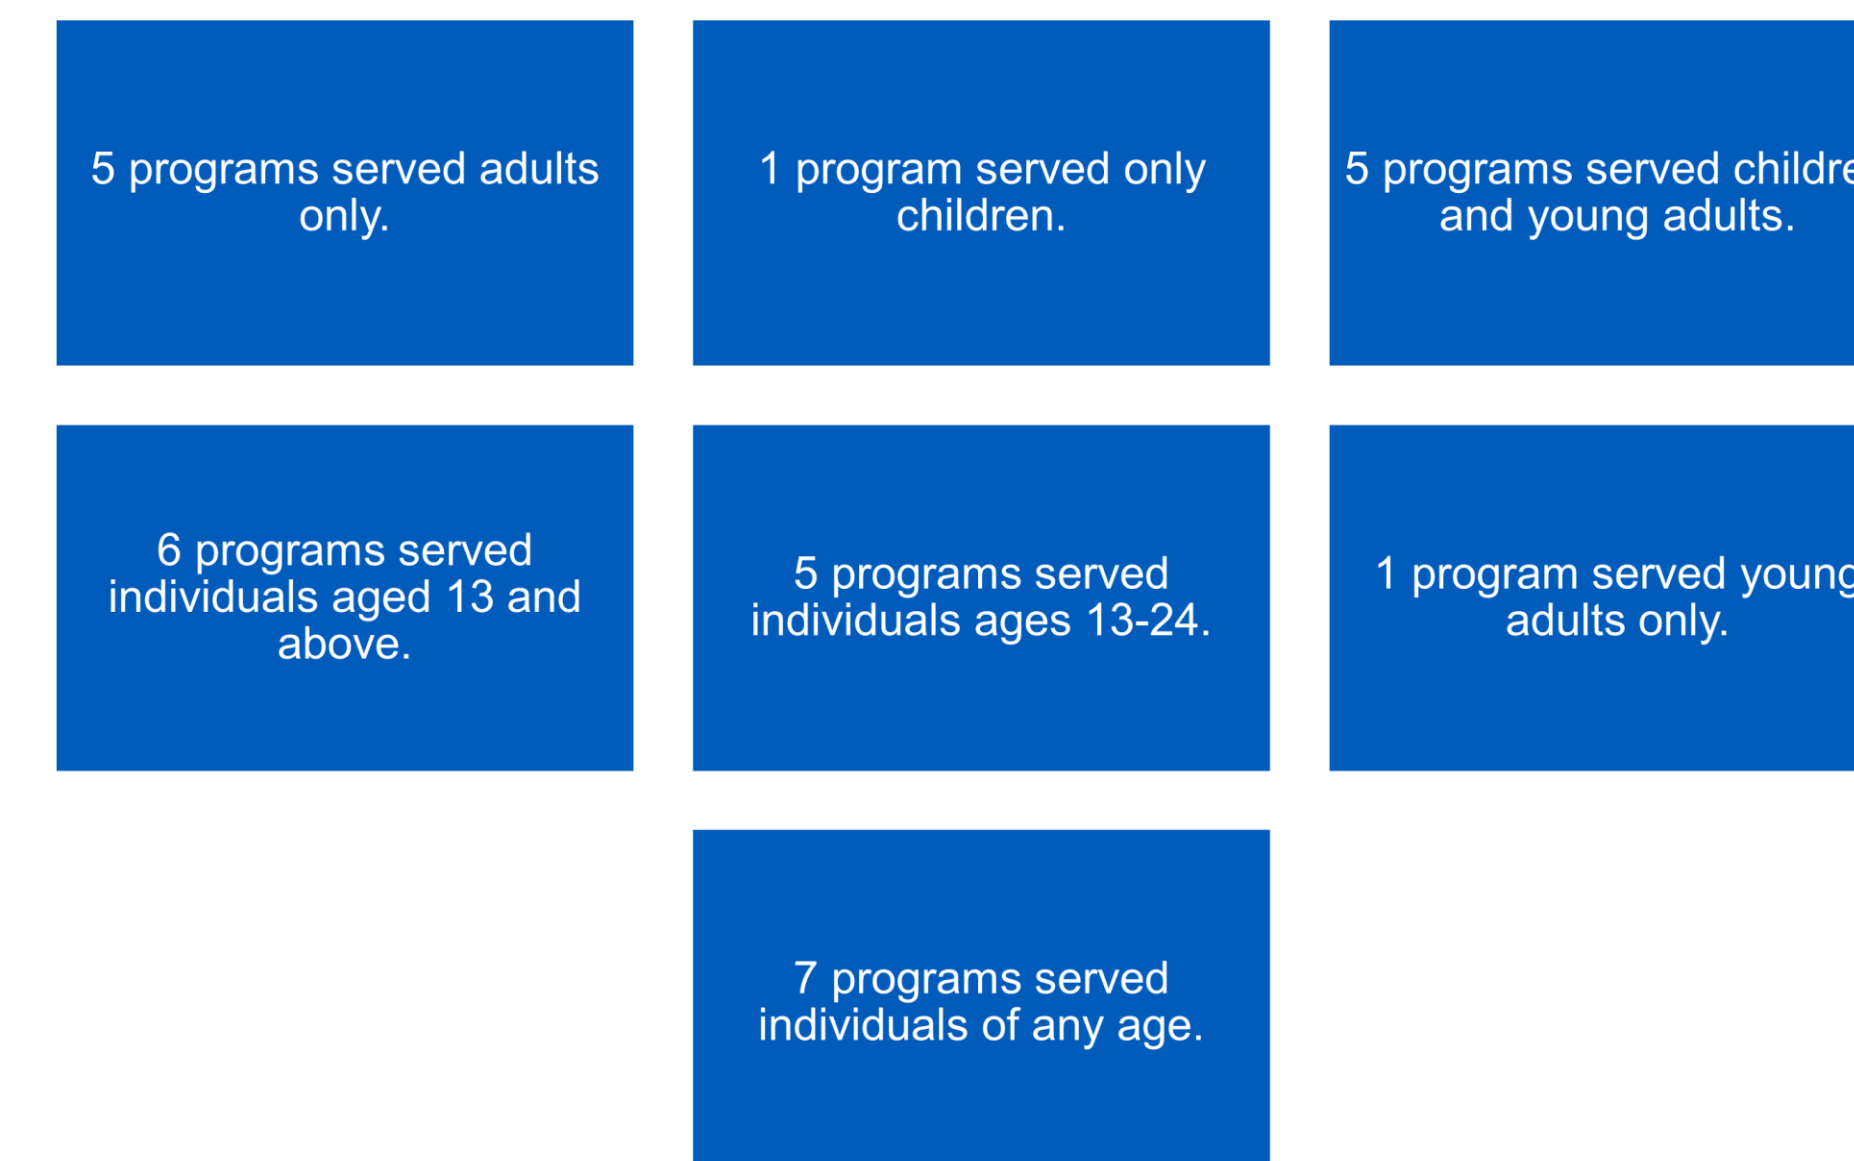 5 programs served adults
only.
1 program served only
children.
5 programs served childre
and young adults.
6 programs served
individuals aged 13 and
above.
5 programs served
individuals ages 13-24.
1 program served young
adults only.
7 programs served
individuals of any age.